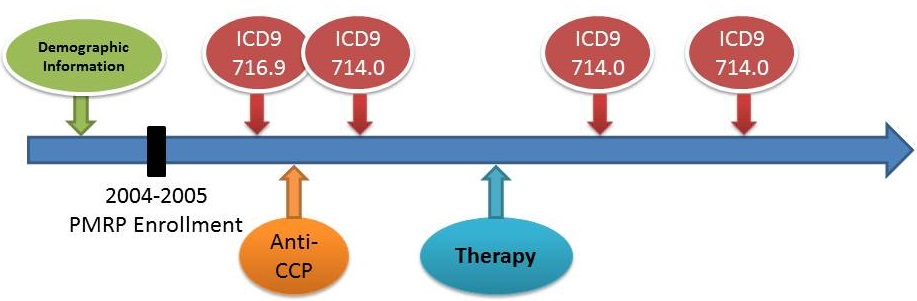 Demographic
Information
ICD9
716.9
ICD9
714.0
ICD9
714.0
ICD9
714.0
2004-2005
PMRP Enrollment
Anti-
CCP
Therapy